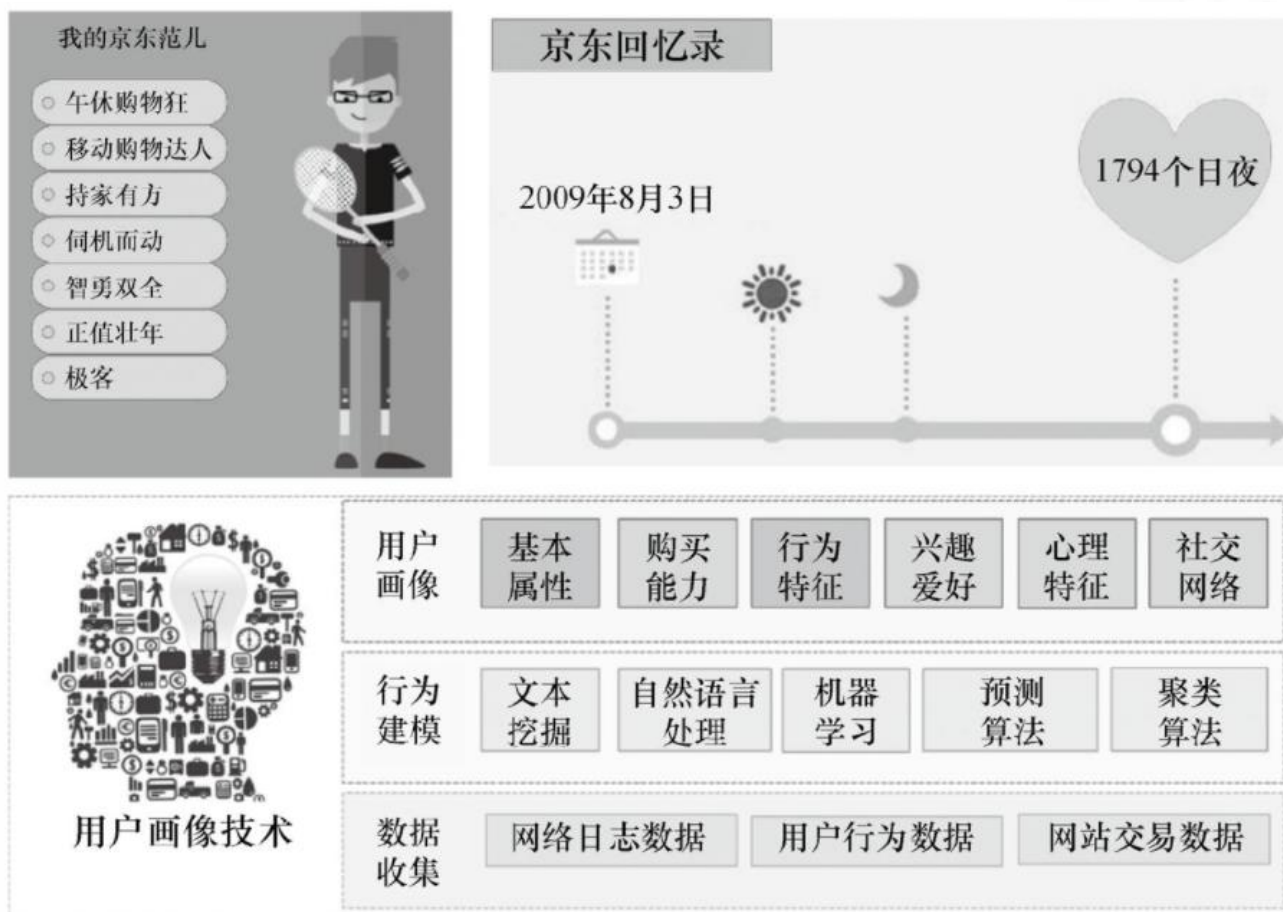 我的京东范儿
午休购物狂
移动购物达人
持家有方
伺机而动
智勇双全
正值壮年
极客
京东回忆录
2009年8月3日
1794个日夜
用户画像技术
用户
画像
基本
属性
购买
能力
行为
特征
兴趣
爱好
心理
特征
社交
网络
行为
建模
文本
挖掘
自然语言
处理
机器
学习
预测
算法
聚类
算法
数据
收集
网络日志数据
用户行为数据
网站交易数据